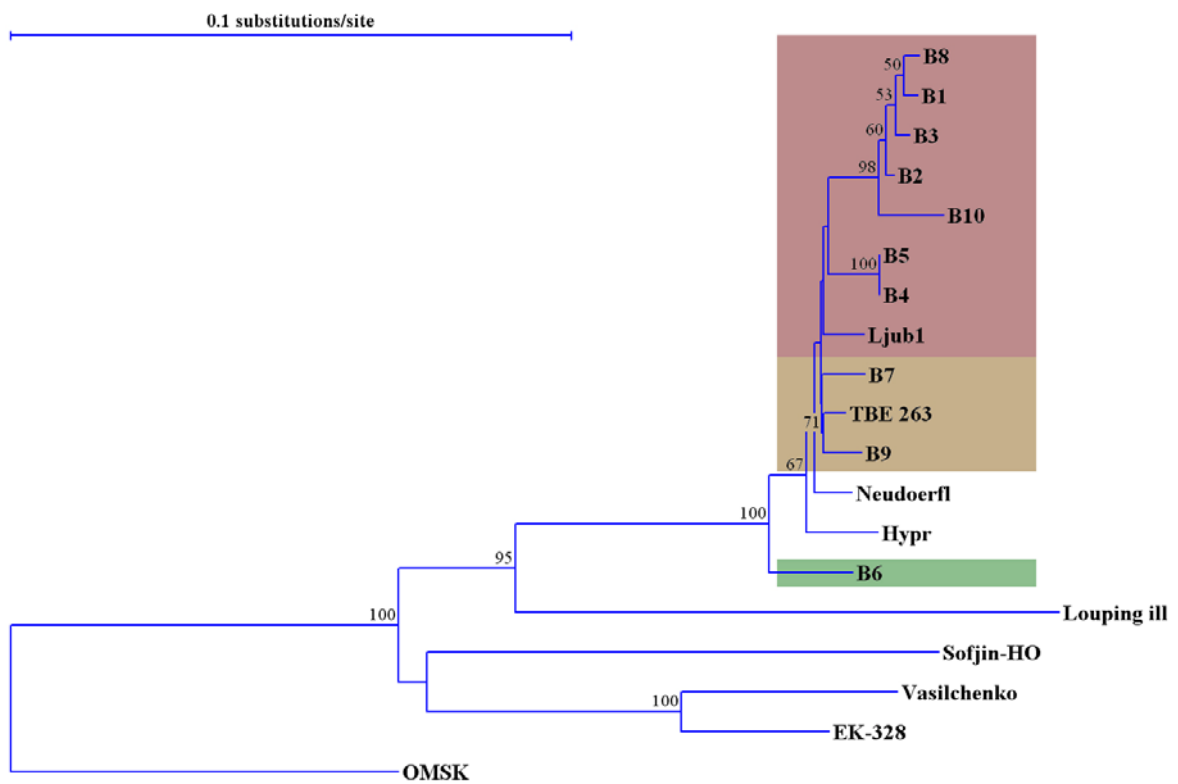 0.1 substitutions/site
50
B8
B1
53
B3
60
B2
98
B10
B5
100
B4
Ljub1
B7
TBE 263
71
B9
67
Neudoerfl
100
Hypr
95
B6
100
Louping ill
Sofjin-HO
Vasilchenko
100
EK-328
OMSK